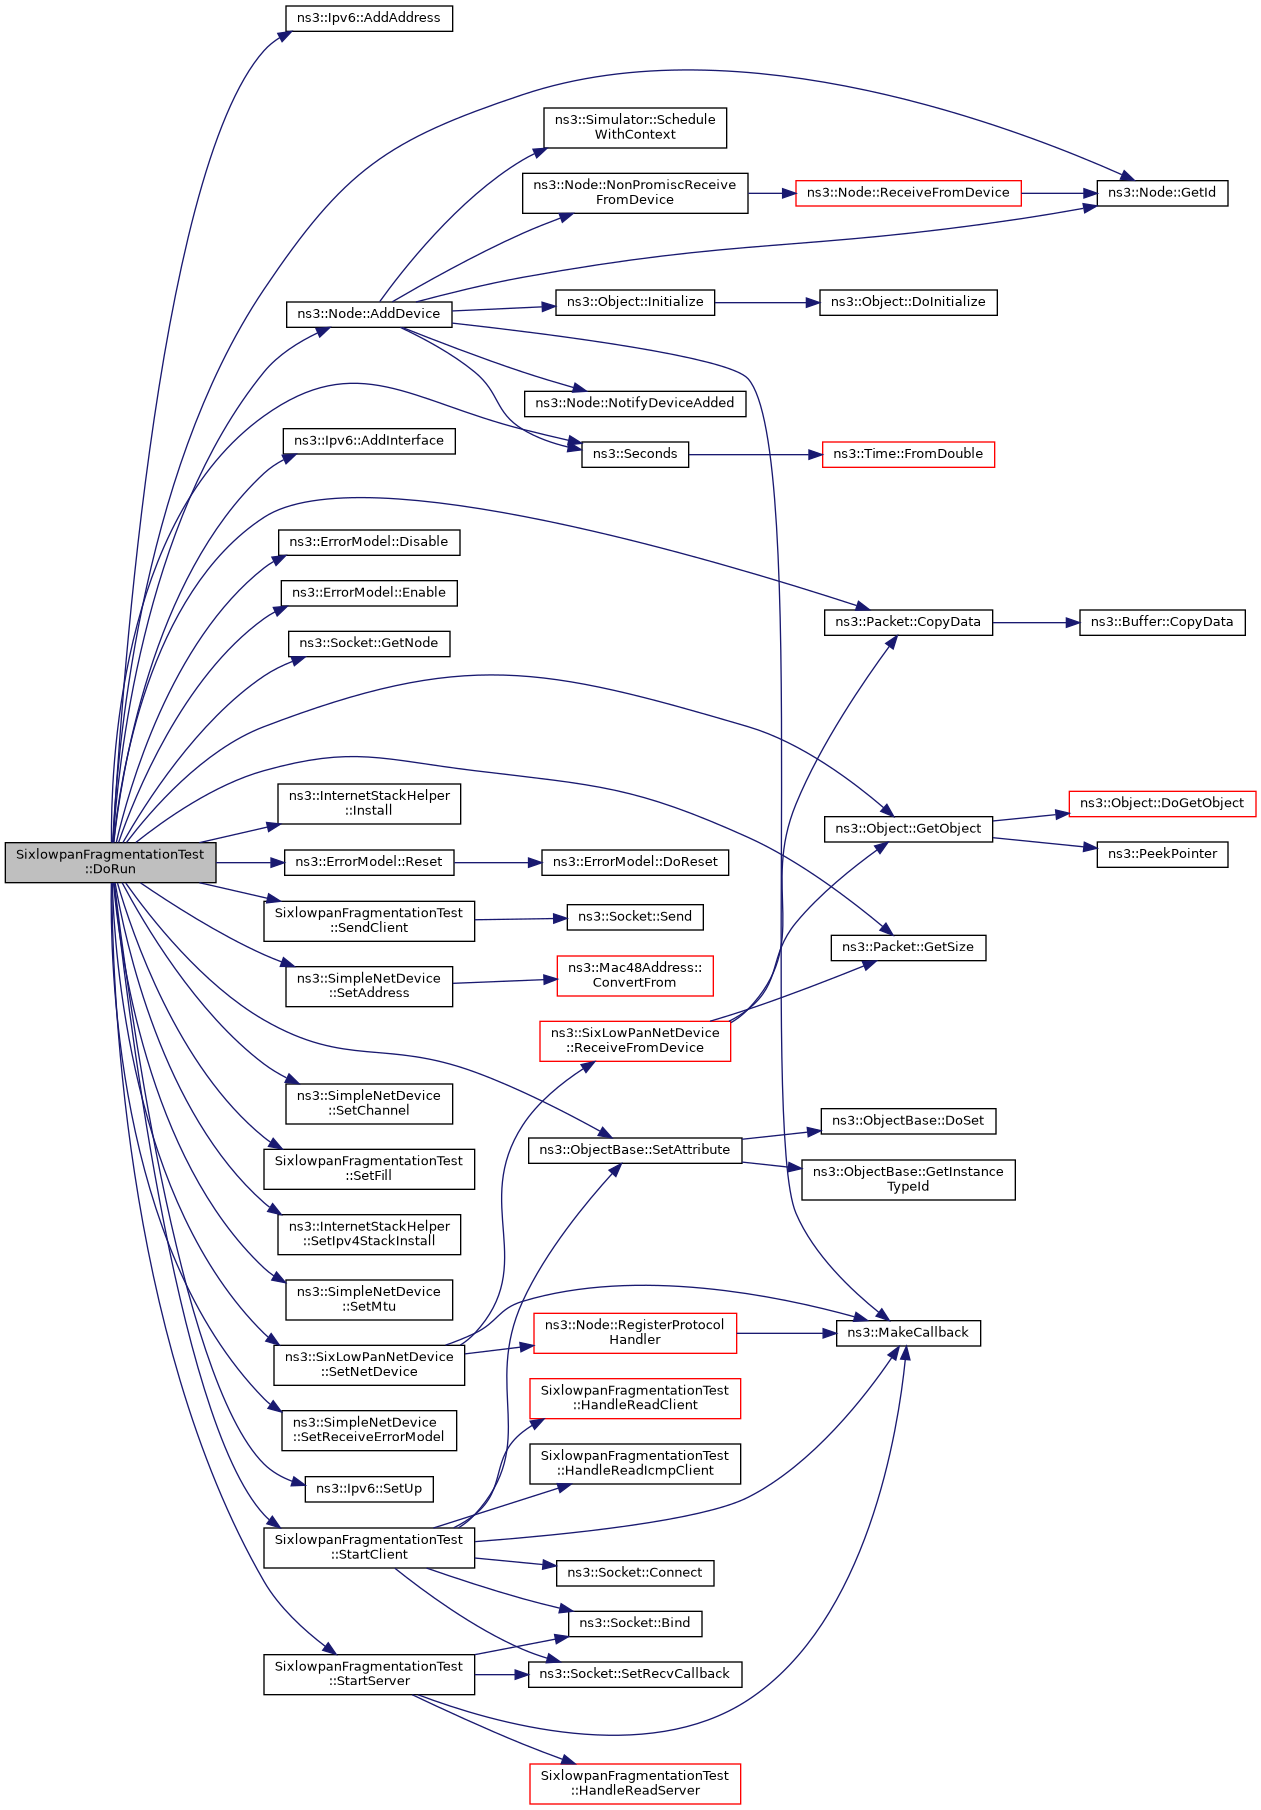 ns3::Ipv6::AddAddress
ns3::Simulator::Schedule
WithContext
ns3::Node::NonPromiscReceive
FromDevice
ns3::Node::ReceiveFromDevice
ns3::Node::GetId
ns3::Node::AddDevice
ns3::Object::Initialize
ns3::Object::DoInitialize
ns3::Node::NotifyDeviceAdded
ns3::Ipv6::AddInterface
ns3::Seconds
ns3::Time::FromDouble
ns3::ErrorModel::Disable
ns3::ErrorModel::Enable
ns3::Packet::CopyData
ns3::Buffer::CopyData
ns3::Socket::GetNode
ns3::InternetStackHelper
::Install
ns3::Object::GetObject
ns3::Object::DoGetObject
ns3::PeekPointer
SixlowpanFragmentationTest
::DoRun
ns3::ErrorModel::Reset
ns3::ErrorModel::DoReset
SixlowpanFragmentationTest
::SendClient
ns3::Socket::Send
ns3::Packet::GetSize
ns3::SimpleNetDevice
::SetAddress
ns3::Mac48Address::
ConvertFrom
ns3::SixLowPanNetDevice
::ReceiveFromDevice
ns3::SimpleNetDevice
::SetChannel
ns3::ObjectBase::SetAttribute
ns3::ObjectBase::DoSet
ns3::ObjectBase::GetInstance
TypeId
SixlowpanFragmentationTest
::SetFill
ns3::InternetStackHelper
::SetIpv4StackInstall
ns3::SimpleNetDevice
::SetMtu
ns3::SixLowPanNetDevice
::SetNetDevice
ns3::Node::RegisterProtocol
Handler
ns3::MakeCallback
SixlowpanFragmentationTest
::HandleReadClient
ns3::SimpleNetDevice
::SetReceiveErrorModel
SixlowpanFragmentationTest
::HandleReadIcmpClient
ns3::Ipv6::SetUp
SixlowpanFragmentationTest
::StartClient
ns3::Socket::Connect
ns3::Socket::Bind
SixlowpanFragmentationTest
::StartServer
ns3::Socket::SetRecvCallback
SixlowpanFragmentationTest
::HandleReadServer